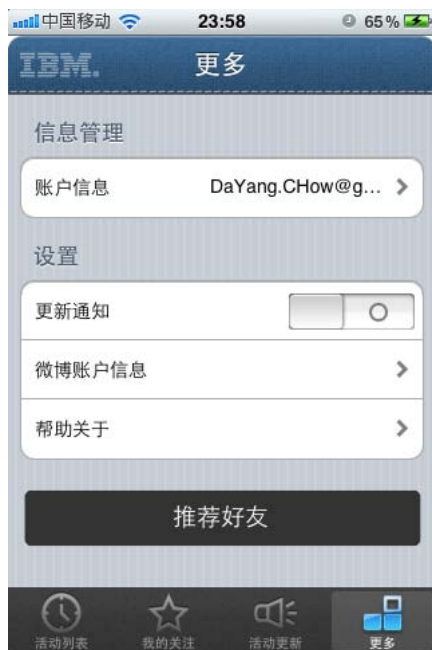 中国移动 23:58 65%
IBM. 更多
信息管理
账户信息 DaYang.CHow@g...
设置
更新通知
微博账户信息
帮助关于
推荐好友
活动列表 我的关注 活动更新 更多